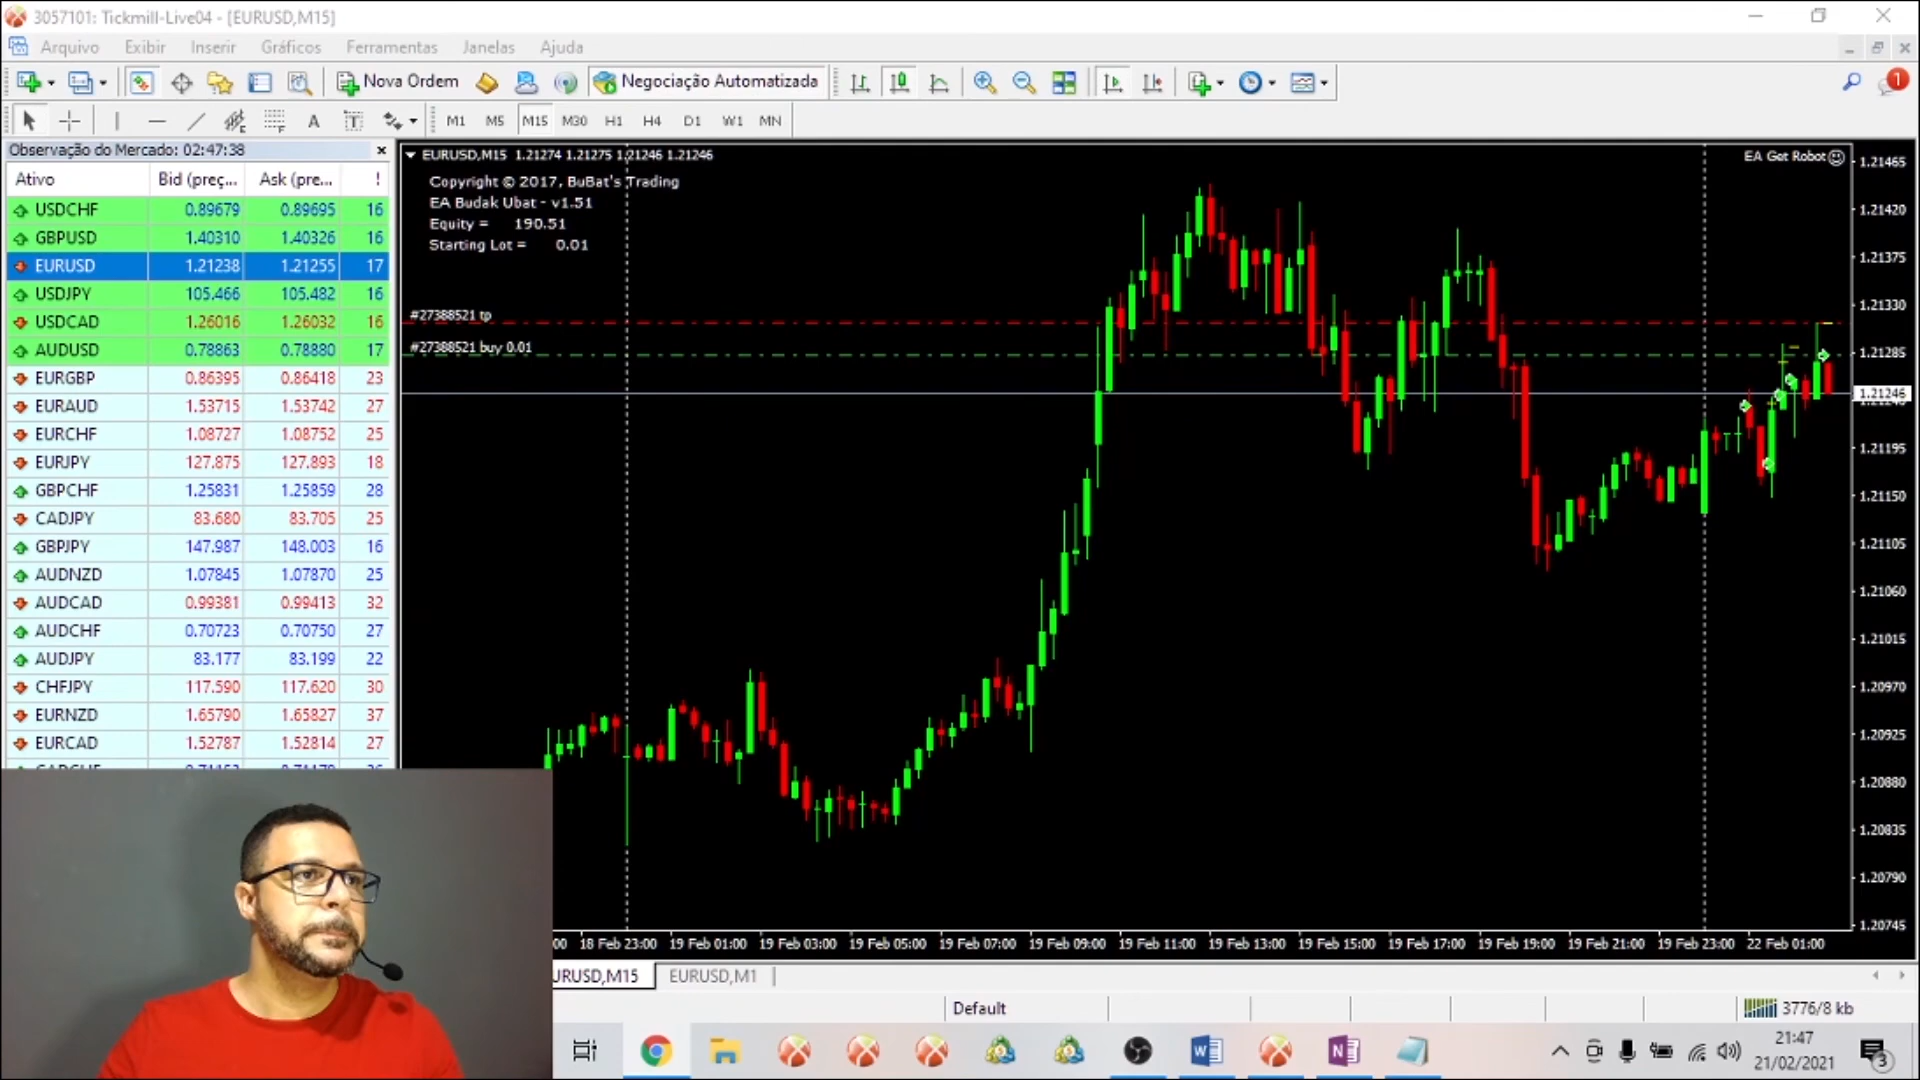 3057101: Tickmill-Live04 - [EURUSD,M15]
Arquivo Exibir Inserir Gráficos Ferramentas Janelas Ajuda
Nova Ordem Negociação Automatizada 1
A T M1 M5 M15 M30 H1 H4 D1 W1 MN
Observação do Mercado: 02:47:38
Ativo Bid (preç... Ask (pre... !
USDCHF 0.89679 0.89695 16
GBPUSD 1.40310 1.40326 16
EURUSD 1.21238 1.21255 17
USDJPY 105.466 105.482 16
USDCAD 1.26016 1.26032 16
AUDUSD 0.78863 0.78880 17
EURGBP 0.86395 0.86418 23
EURAUD 1.53715 1.53742 27
EURCHF 1.08727 1.08752 25
EURJPY 127.875 127.893 18
GBPCHF 1.25831 1.25859 28
CADJPY 83.680 83.705 25
GBPJPY 147.987 148.003 16
AUDNZD 1.07845 1.07870 25
AUDCAD 0.99381 0.99413 32
AUDCHF 0.70723 0.70750 27
AUDJPY 83.177 83.199 22
CHFJPY 117.590 117.620 30
EURNZD 1.65790 1.65827 37
EURCAD 1.52787 1.52814 27
EURUSD,M15 1.21274 1.21275 1.21246 1.21246
EA Get Robot
Copyright © 2017, BuBat's Trading
EA Budak Ubat - v1.51
Equity = 190.51
Starting Lot = 0.01
#27388521 tp
#27388521 buy 0.01
1.21465
1.21420
1.21375
1.21330
1.21285
1.21246
1.21195
1.21150
1.21105
1.21060
1.21015
1.20970
1.20925
1.20880
1.20835
1.20790
1.20745
:00 18 Feb 23:00 19 Feb 01:00 19 Feb 03:00 19 Feb 05:00 19 Feb 07:00 19 Feb 09:00 19 Feb 11:00 19 Feb 13:00 19 Feb 15:00 19 Feb 17:00 19 Feb 19:00 19 Feb 21:00 19 Feb 23:00 22 Feb 01:00
URUSD,M15 EURUSD,M1
Default 3776/8 kb
21:47
21/02/2021
3